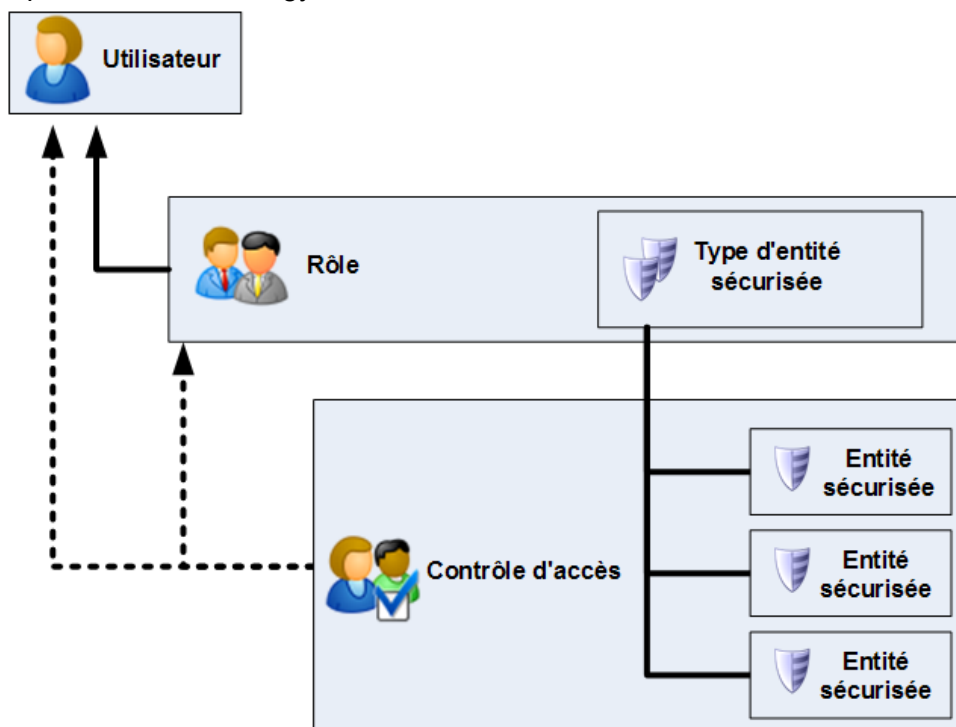 Utilisateur
Rôle
Type d'entité
sécurisée
Entité
sécurisée
Contrôle d'accès
Entité
sécurisée
Entité
sécurisée